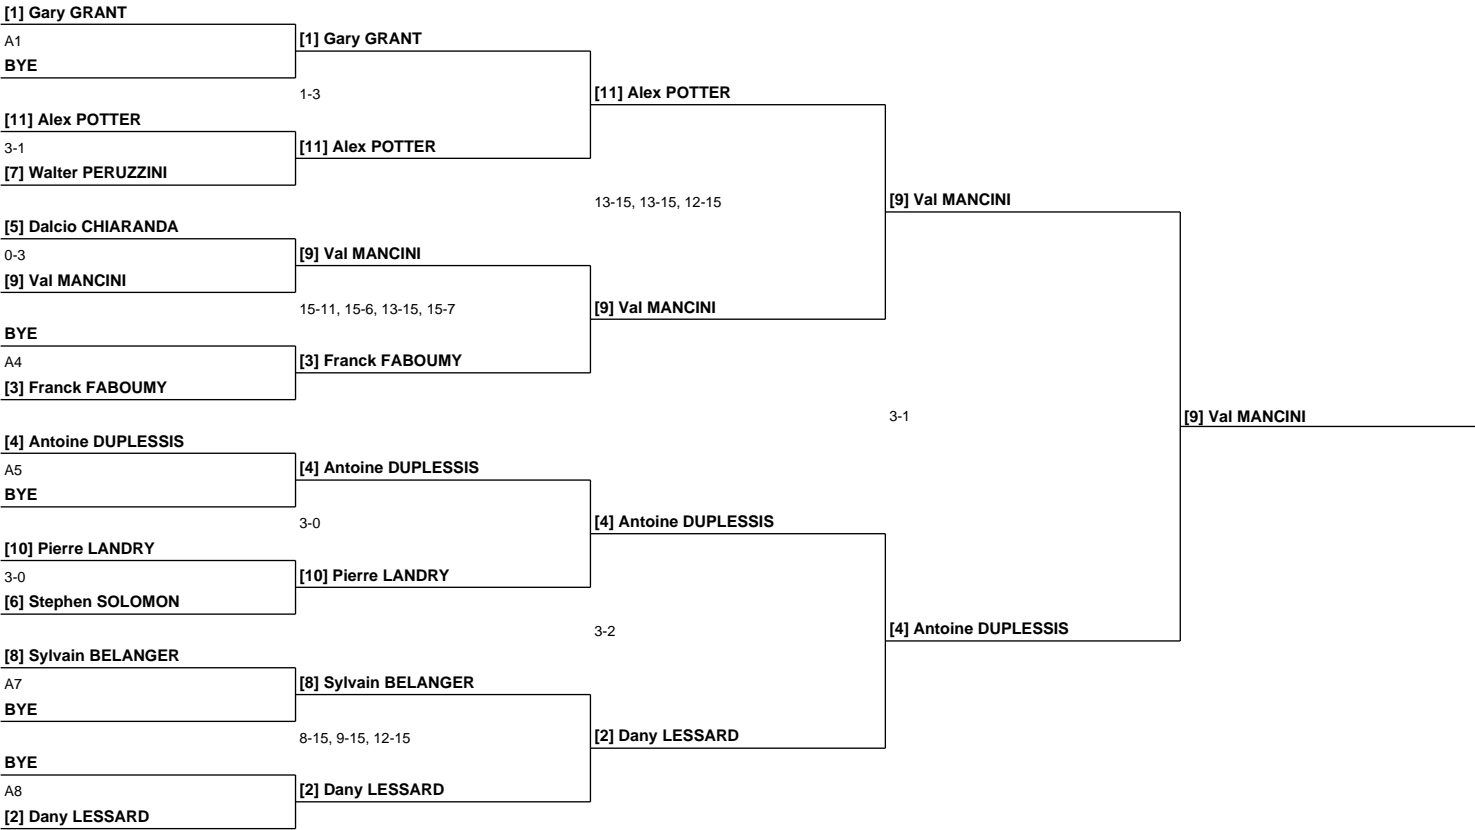 [1] Gary GRANT
A1
BYE
[1] Gary GRANT
1-3
[11] Alex POTTER
3-1
[7] Walter PERUZZINI
[11] Alex POTTER
[11] Alex POTTER
13-15, 13-15, 12-15
[5] Dalcio CHIARANDA
0-3
[9] Val MANCINI
[9] Val MANCINI
15-11, 15-6, 13-15, 15-7
BYE
A4
[3] Franck FABOUMY
[3] Franck FABOUMY
[9] Val MANCINI
[9] Val MANCINI
3-1
[9] Val MANCINI
[4] Antoine DUPLESSIS
A5
BYE
[4] Antoine DUPLESSIS
3-0
[10] Pierre LANDRY
3-0
[6] Stephen SOLOMON
[10] Pierre LANDRY
[4] Antoine DUPLESSIS
3-2
[8] Sylvain BELANGER
A7
BYE
[8] Sylvain BELANGER
8-15, 9-15, 12-15
BYE
A8
[2] Dany LESSARD
[2] Dany LESSARD
[2] Dany LESSARD
[4] Antoine DUPLESSIS